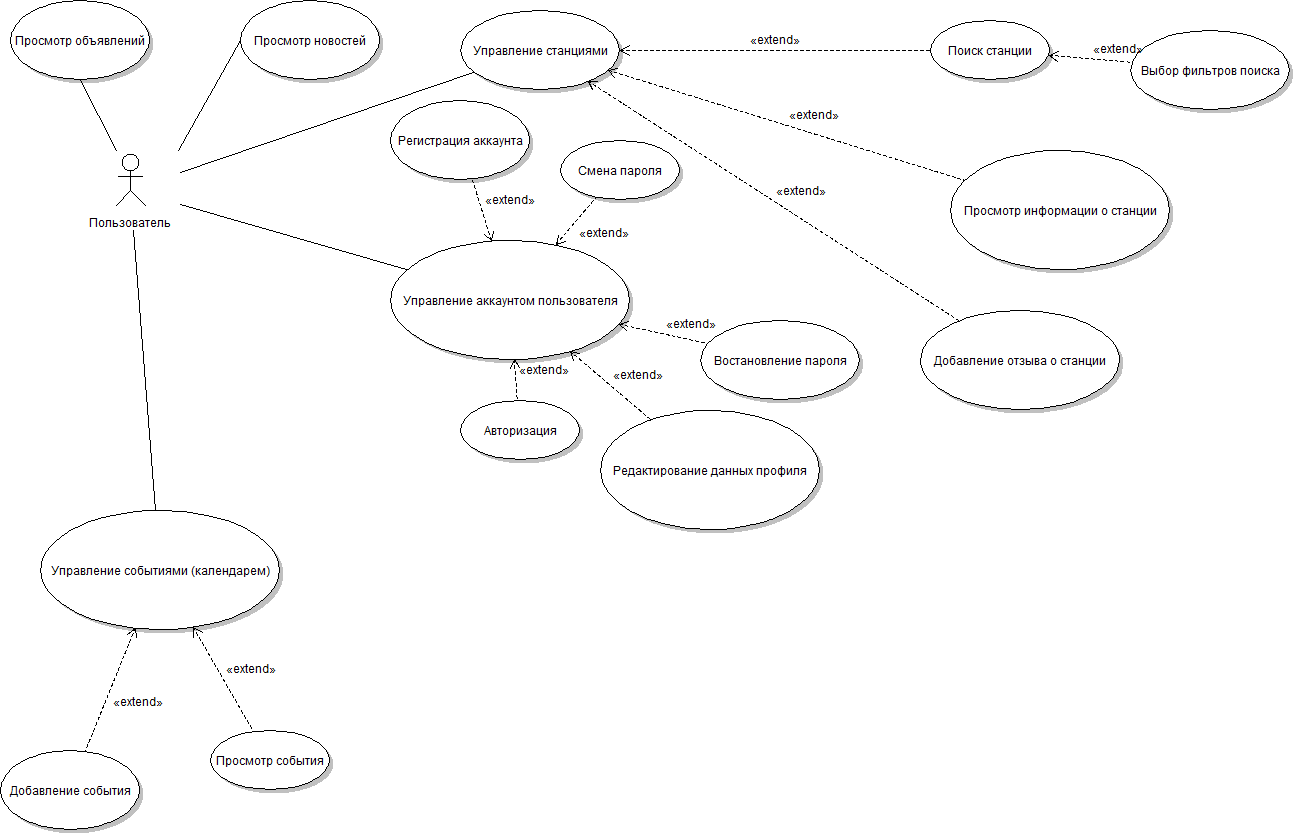 Просмотр объявлений
Просмотр новостей
Управление станциями
«extend»
Поиск станции
«extend»
Выбор фильтров поиска
Регистрация аккаунта
«extend»
Смена пароля
«extend»
«extend»
«extend»
Просмотр информации о станции
Пользователь
«extend»
Управление аккаунтом пользователя
«extend»
Востановление пароля
Добавление отзыва о станции
«extend»
«extend»
Авторизация
Редактирование данных профиля
Управление событиями (календарем)
«extend»
«extend»
Просмотр события
Добавление события